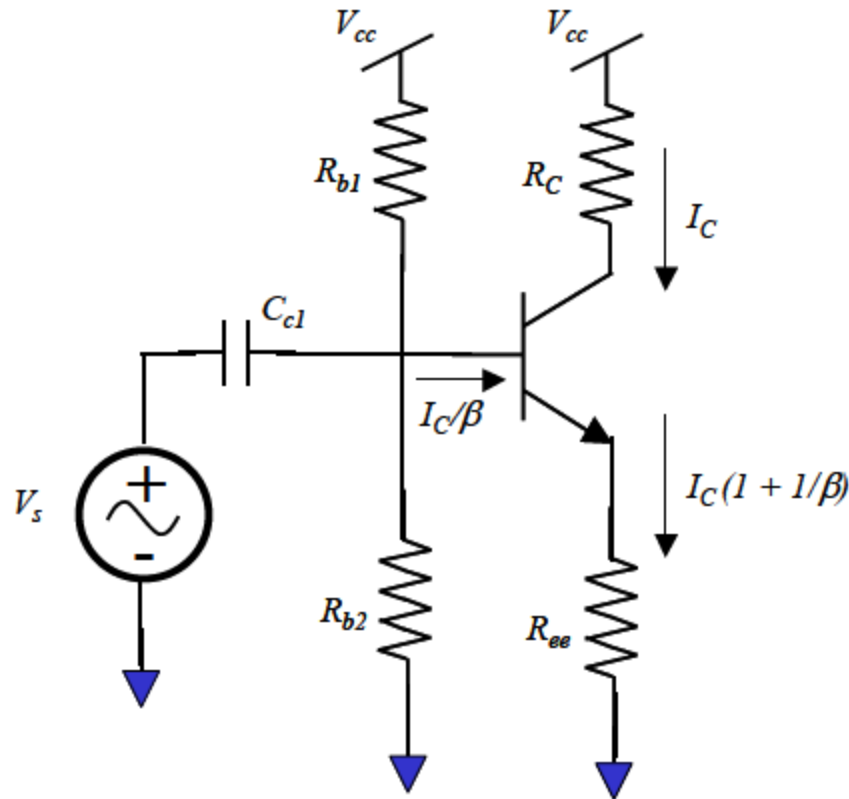 Vcc
Vcc
Rb1
RC
IC
Cc1
IC/β
Vs
+
-
IC(1 + 1/β)
Rb2
Ree